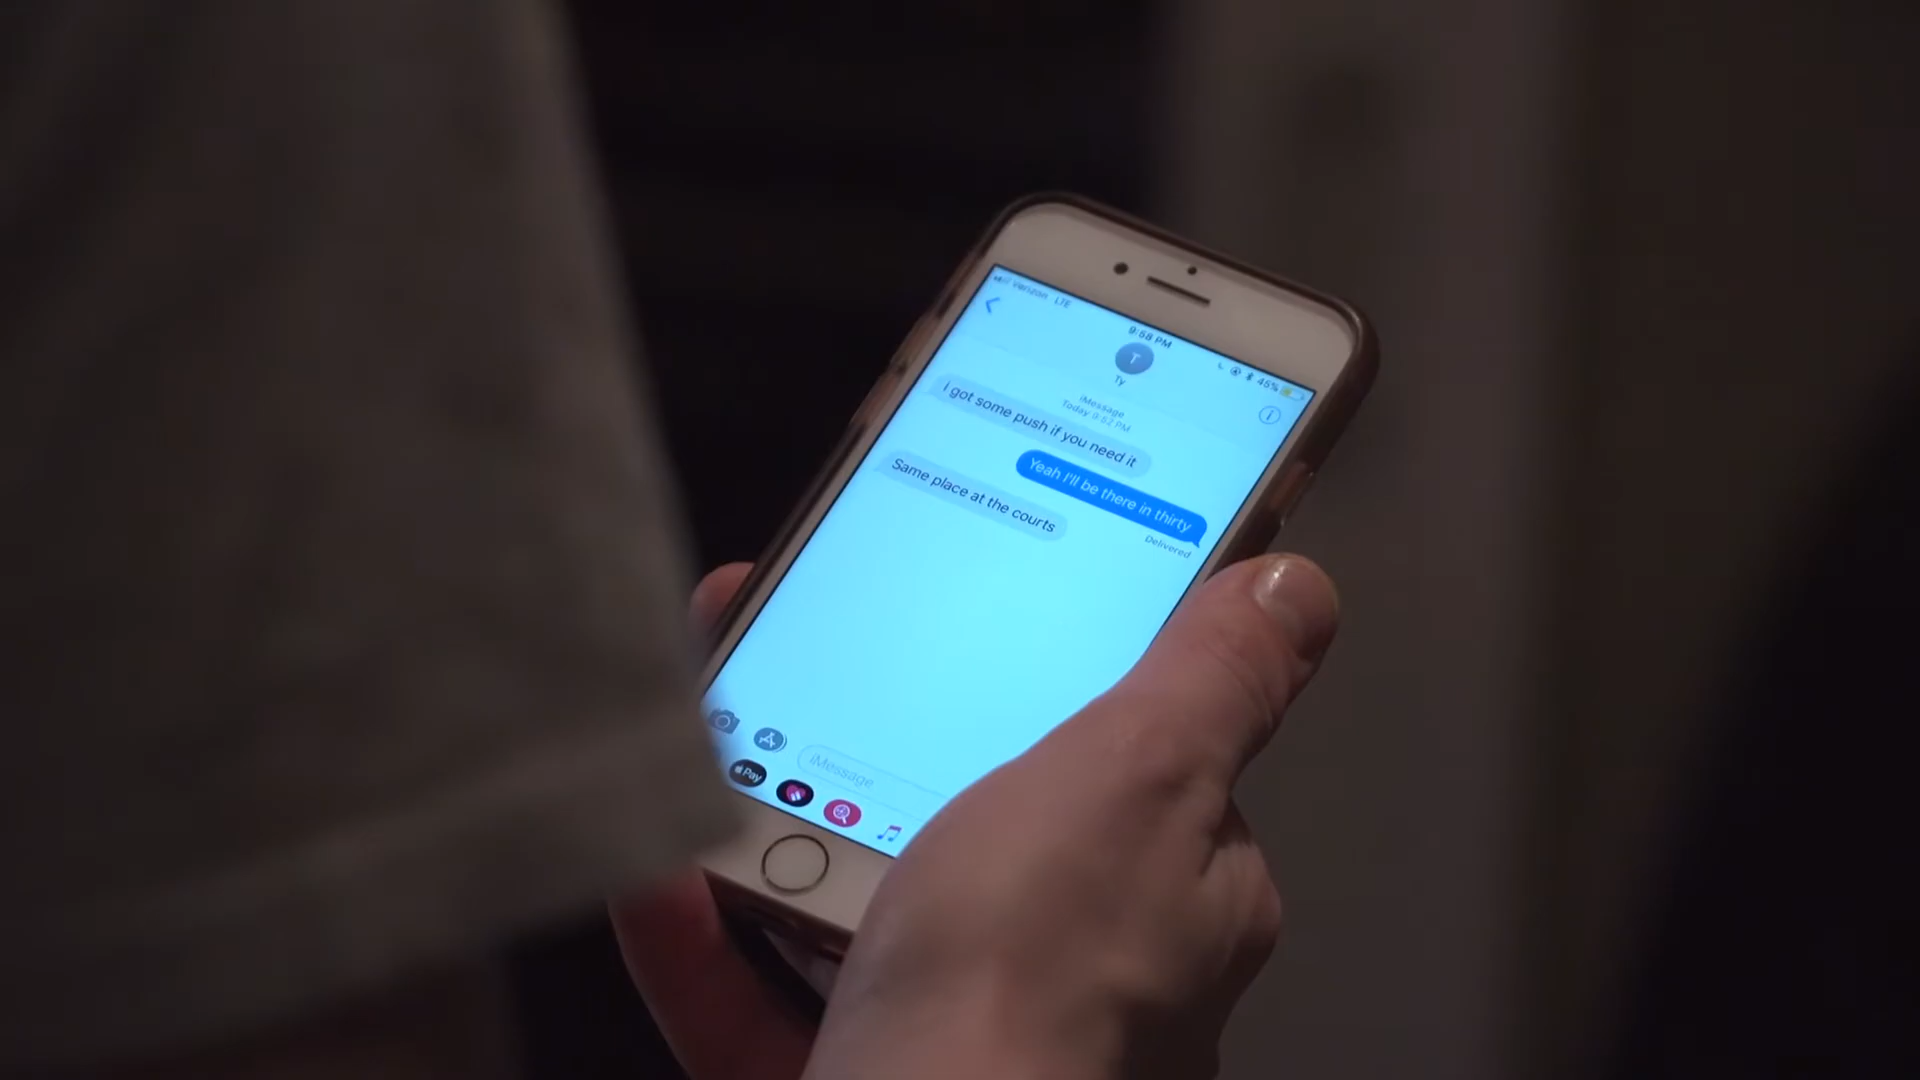 Verizon LTE
9:58 PM
45%
T
Ty
iMessage
Today 9:52 PM
i got some push if you need it
Yeah I'll be there in thirty
Delivered
Same place at the courts
iMessage
Pay